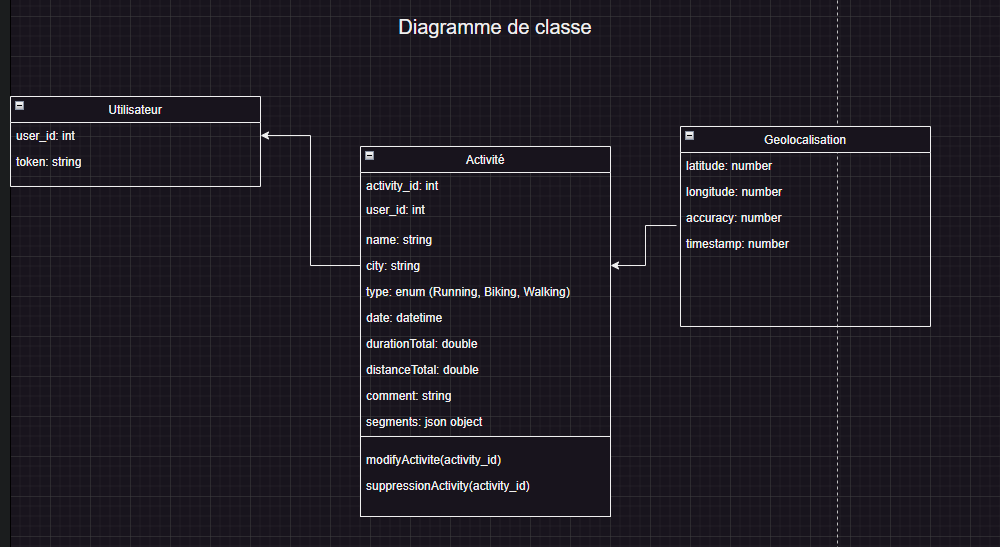 Diagramme de classe
Utilisateur
user_id: int
token: string
Activité
activity_id: int
user_id: int
name: string
city: string
type: enum (Running, Biking, Walking)
date: datetime
durationTotal: double
distanceTotal: double
comment: string
segments: json object
modifyActivite(activity_id)
suppressionActivity(activity_id)
Geolocalisation
latitude: number
longitude: number
accuracy: number
timestamp: number